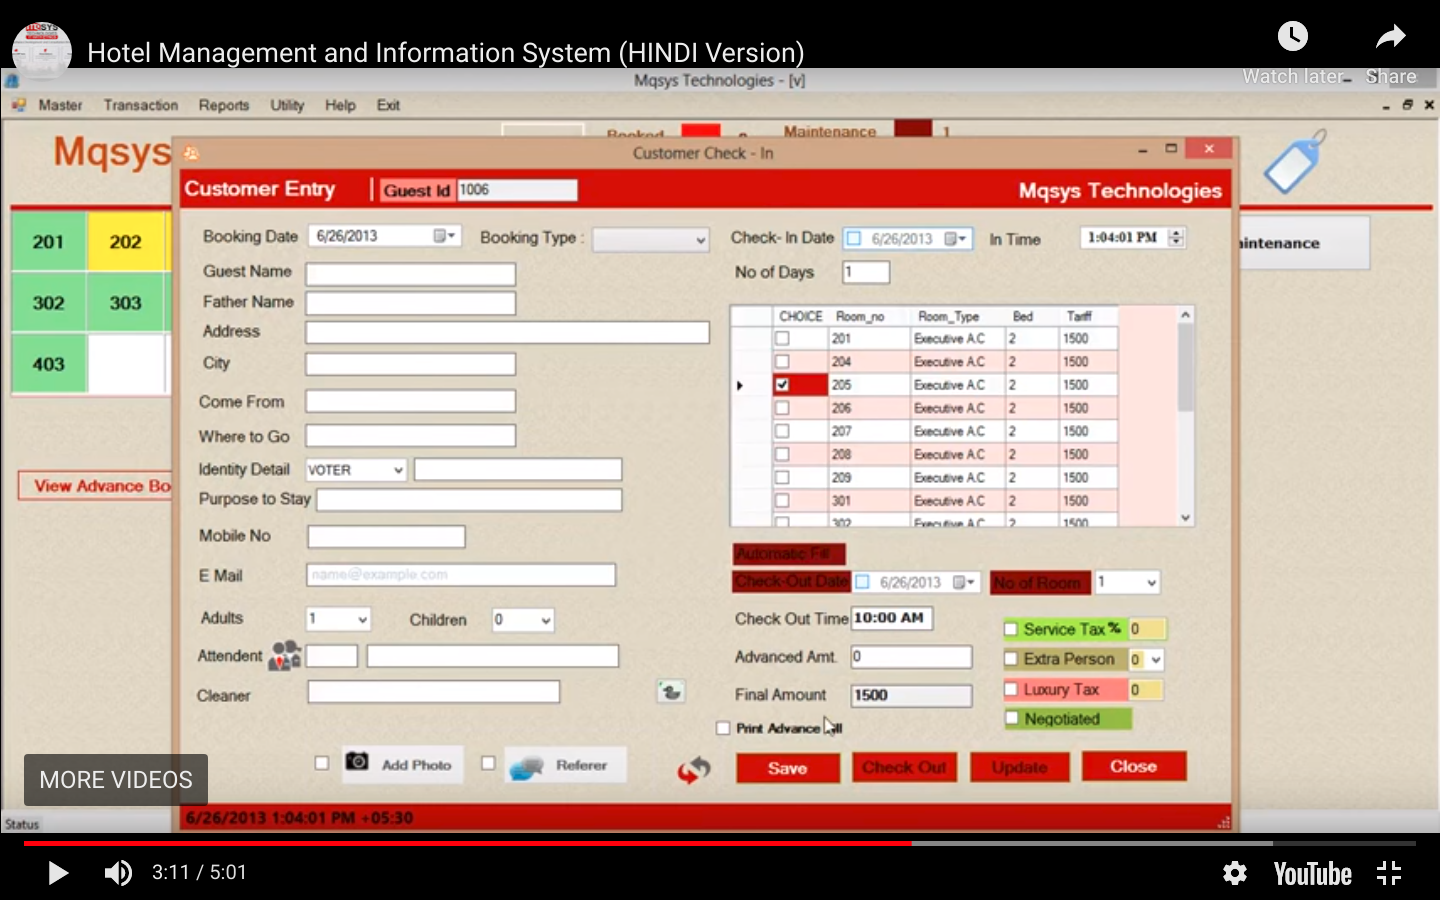 Hotel Management and Information System (HINDI Version)
Watch later
Share
Mqsys Technologies - [v]
Master Transaction Reports Utility Help Exit
Mqsys
Booked
Maintenance 1
Customer Check - In
Customer Entry
Guest Id 1006
Mqsys Technologies
201 202
302 303
403
aintenance
View Advance Bo
Booking Date 6/26/2013 Booking Type :
Check- In Date 6/26/2013 In Time 1:04:01 PM
Guest Name
No of Days 1
Father Name
Address
City
Come From
Where to Go
Identity Detail VOTER
Purpose to Stay
Mobile No
E Mail name@example.com
Adults 1 Children 0
Attendent
Cleaner
CHOICE Room_no Room_Type Bed Tariff
201 Executive A.C 2 1500
204 Executive A.C 2 1500
205 Executive A.C 2 1500
206 Executive A.C 2 1500
207 Executive A.C 2 1500
208 Executive A.C 2 1500
209 Executive A.C 2 1500
301 Executive A.C 2 1500
302 Executive A.C 2 1500
Automatic Fill
Check-Out Date 6/26/2013 No of Room 1
Check Out Time 10:00 AM
Service Tax % 0
Advanced Amt. 0
Extra Person 0
Final Amount 1500
Luxury Tax 0
Negotiated
Print Advance
Add Photo
Referer
Save Check Out Update Close
MORE VIDEOS
6/26/2013 1:04:01 PM +05:30
Status
3:11 / 5:01
YouTube